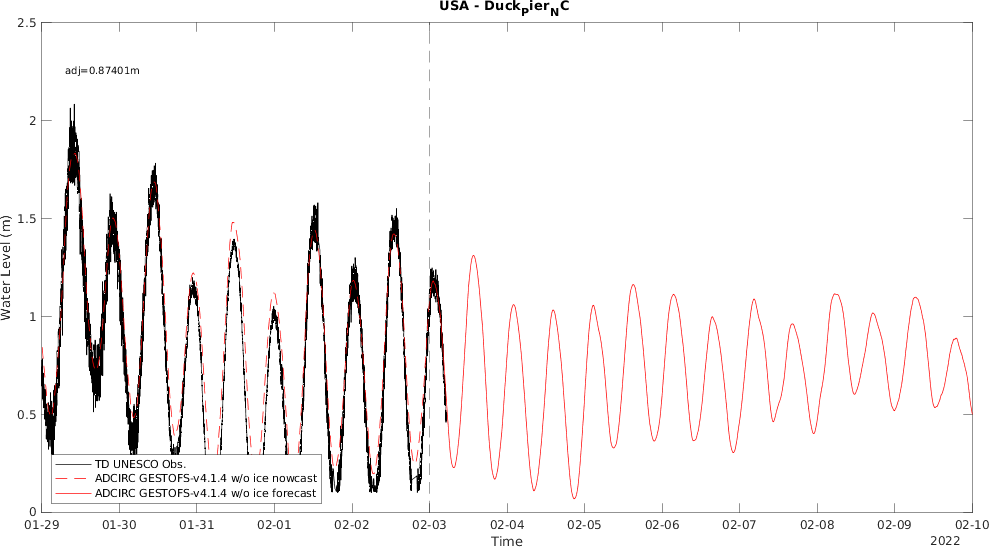 USA - DuckPierNC
2.5
adj=0.87401m
2
1.5
1
0.5
0
Water Level (m)
TD UNESCO Obs.
ADCIRC GESTOFS-v4.1.4 w/o ice nowcast
ADCIRC GESTOFS-v4.1.4 w/o ice forecast
01-29 01-30 01-31 02-01 02-02 02-03 02-04 02-05 02-06 02-07 02-08 02-09 02-10
Time
2022